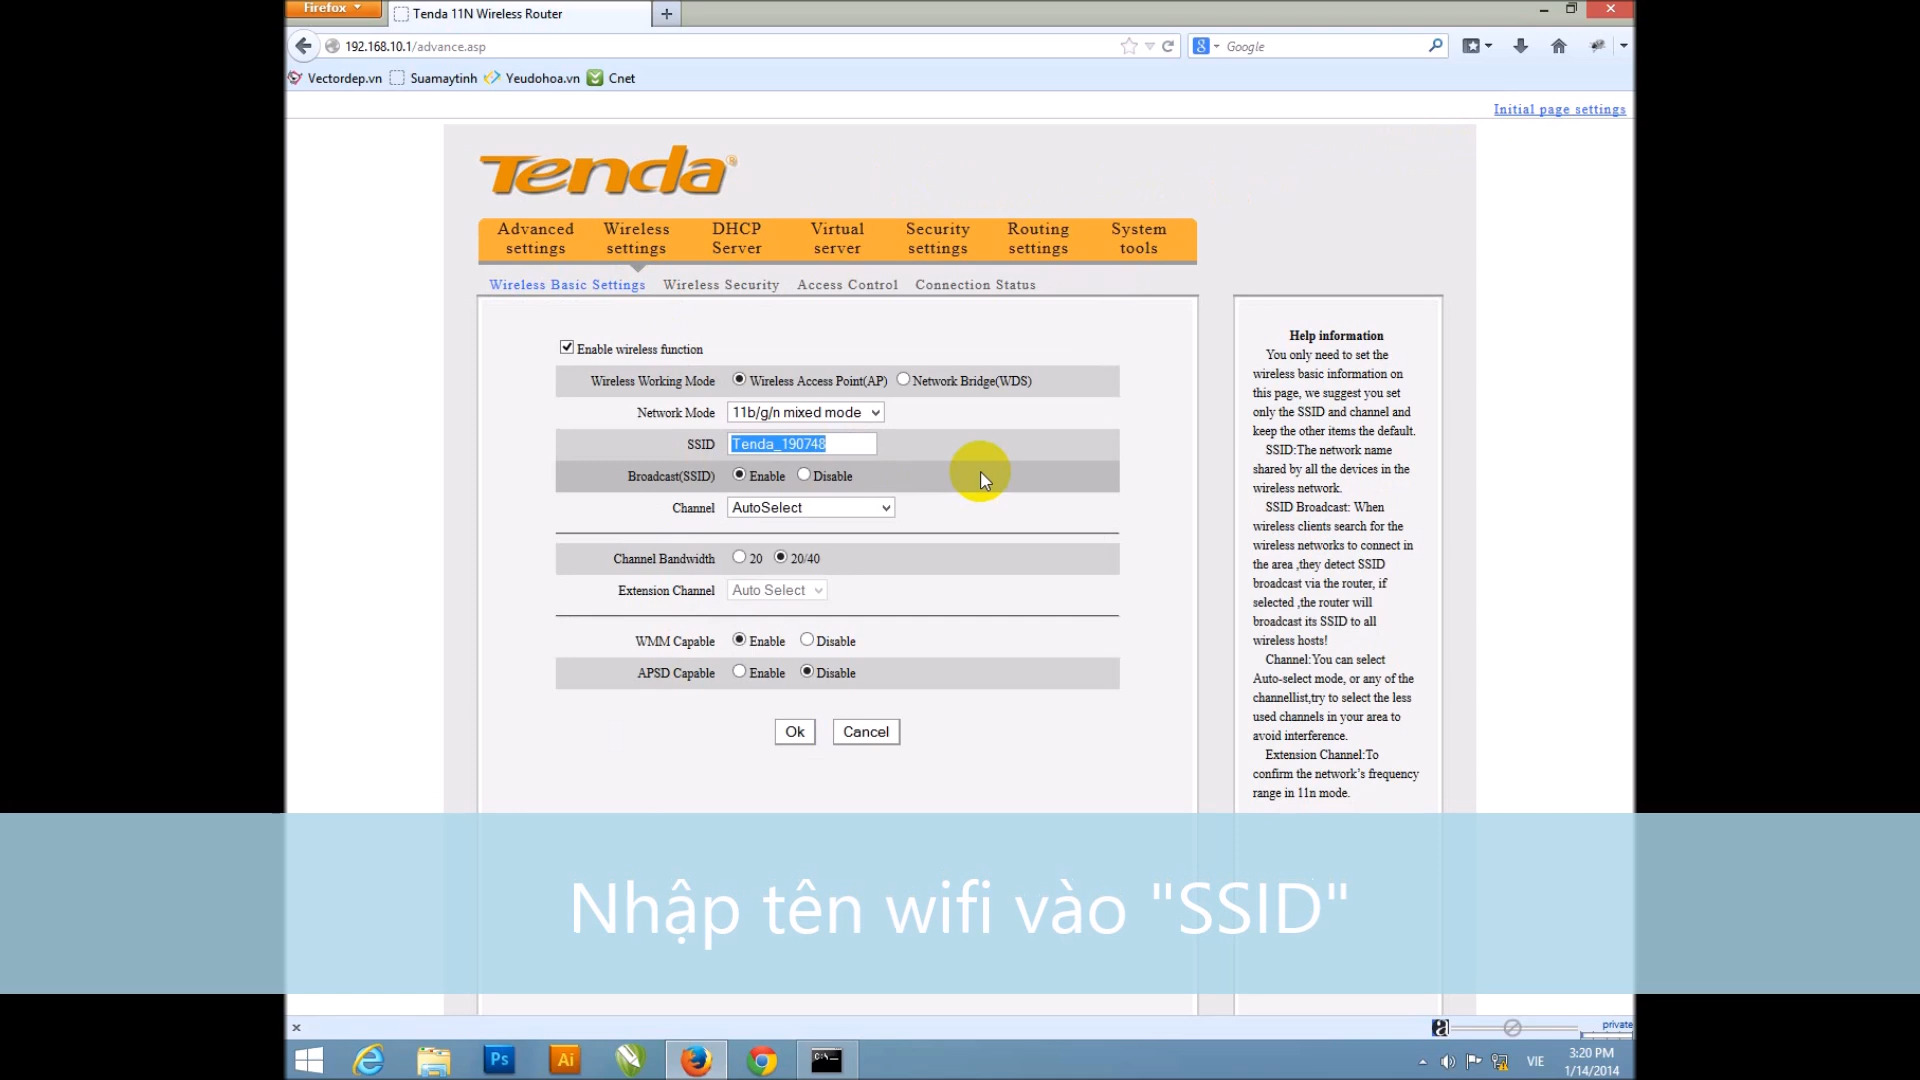 Firefox
Tenda 11N Wireless Router
192.168.10.1/advance.asp
Google
Vectordep.vn Suamaytinh Yeudohoa.vn Cnet
Initial page settings
Tenda®
Advanced settings
Wireless settings
DHCP Server
Virtual server
Security settings
Routing settings
System tools
Wireless Basic Settings Wireless Security Access Control Connection Status
Enable wireless function
Wireless Working Mode Wireless Access Point(AP) Network Bridge(WDS)
Network Mode 11b/g/n mixed mode
SSID Tenda_190748
Broadcast(SSID) Enable Disable
Channel AutoSelect
Channel Bandwidth 20 20/40
Extension Channel Auto Select
WMM Capable Enable Disable
APSD Capable Enable Disable
Ok Cancel
Help information
You only need to set the
wireless basic information on
this page, we suggest you set
only the SSID and channel and
keep the other items the default.
SSID:The network name
shared by all the devices in the
wireless network.
SSID Broadcast: When
wireless clients search for the
wireless networks to connect in
the area ,they detect SSID
broadcast via the router, if
selected ,the router will
broadcast its SSID to all
wireless hosts!
Channel:You can select
Auto-select mode, or any of the
channellist,try to select the less
used channels in your area to
avoid interference.
Extension Channel:To
confirm the network's frequency
range in 11n mode.
Nhập tên wifi vào "SSID"
private
Ps Ai
VIE
3:20 PM
1/14/2014